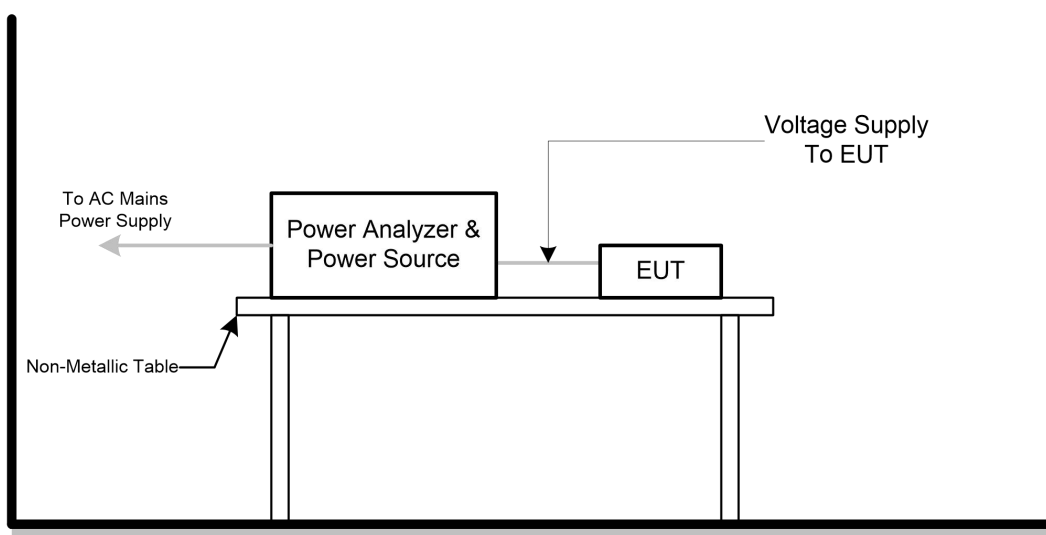 Voltage Supply
To EUT
To AC Mains
Power Supply
Power Analyzer &
Power Source
EUT
Non-Metallic Table